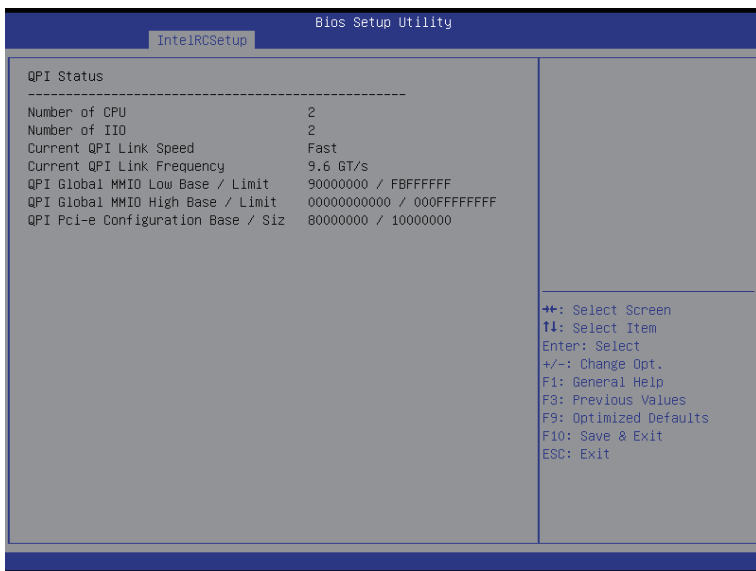 Bios Setup Utility
IntelRCSetup
QPI Status
--------------------------------------------------
Number of CPU 2
Number of IIO 2
Current QPI Link Speed Fast
Current QPI Link Frequency 9.6 GT/s
QPI Global MMIO Low Base / Limit 90000000 / FBFFFFFF
QPI Global MMIO High Base / Limit 00000000000 / 000FFFFFFFF
QPI Pci-e Configuration Base / Siz 80000000 / 10000000
→←: Select Screen
↑↓: Select Item
Enter: Select
+/-: Change Opt.
F1: General Help
F3: Previous Values
F9: Optimized Defaults
F10: Save & Exit
ESC: Exit